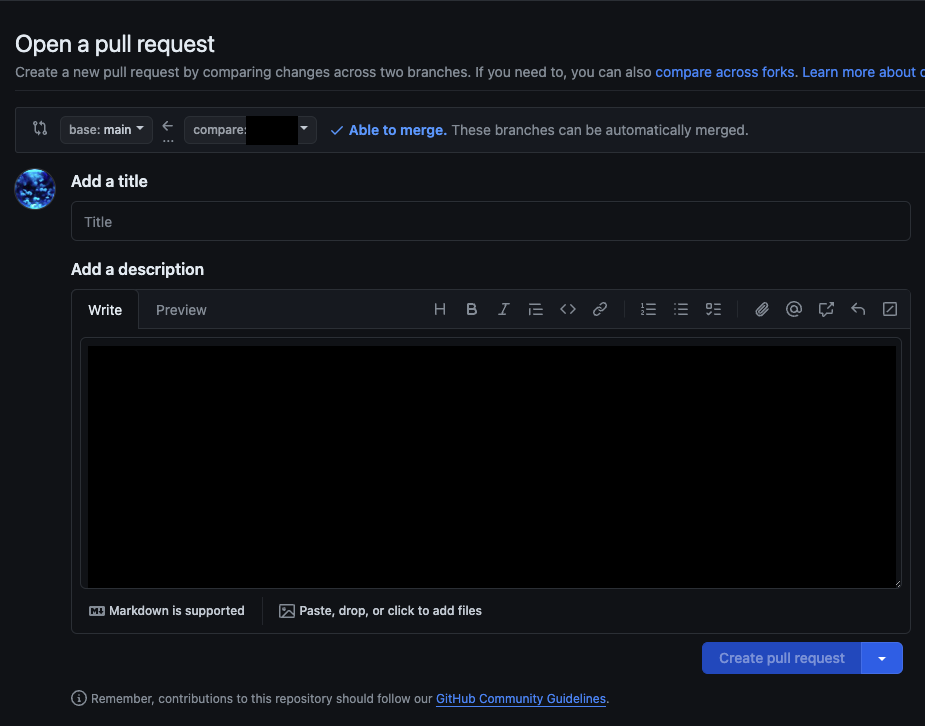 Open a pull request
Create a new pull request by comparing changes across two branches. If you need to, you can also compare across forks. Learn more about
base: main compare: Able to merge. These branches can be automatically merged.
Add a title
Title
Add a description
Write Preview
Markdown is supported Paste, drop, or click to add files
Create pull request
Remember, contributions to this repository should follow our GitHub Community Guidelines.